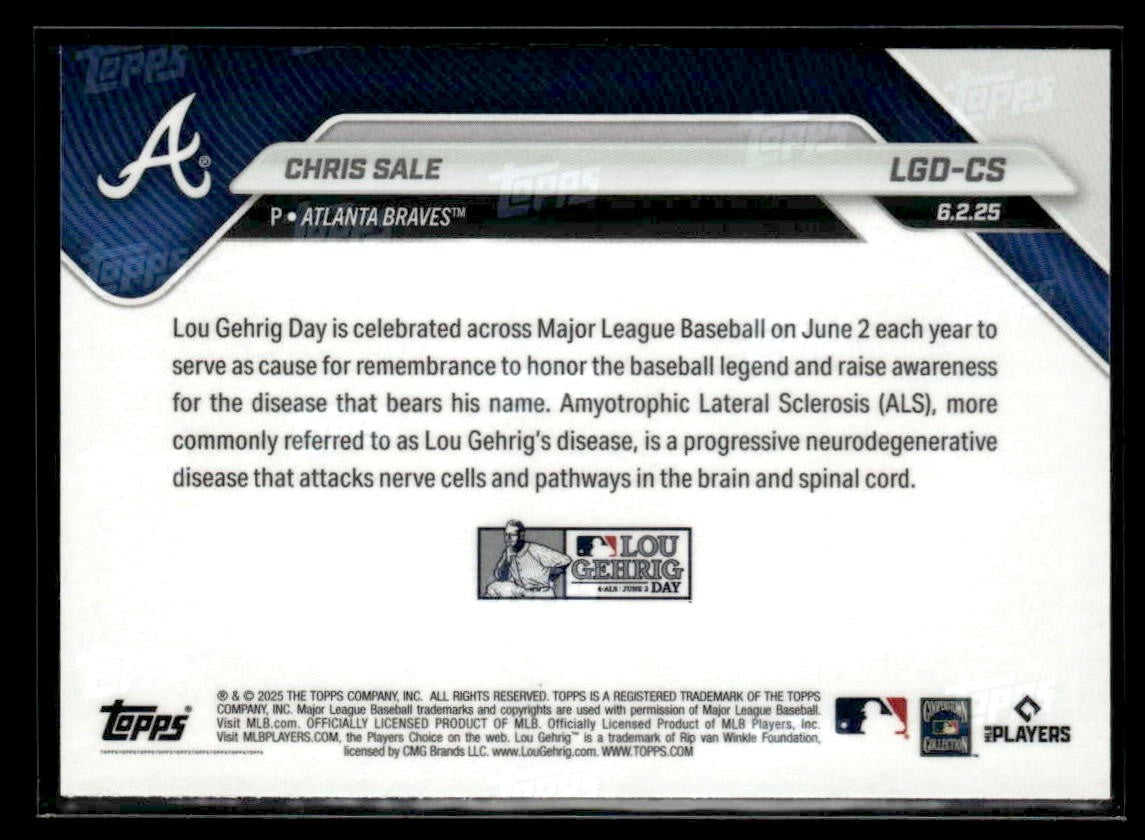 CHRIS SALE
LGD-CS
P • ATLANTA BRAVES™
6.2.25
Lou Gehrig Day is celebrated across Major League Baseball on June 2 each year to
serve as cause for remembrance to honor the baseball legend and raise awareness
for the disease that bears his name. Amyotrophic Lateral Sclerosis (ALS), more
commonly referred to as Lou Gehrig's disease, is a progressive neurodegenerative
disease that attacks nerve cells and pathways in the brain and spinal cord.
LOU
GEHRIG
4-ALS JUNE 2 DAY
Topps®
® & © 2025 THE TOPPS COMPANY, INC. ALL RIGHTS RESERVED. TOPPS IS A REGISTERED TRADEMARK OF THE TOPPS
COMPANY, INC. Major League Baseball trademarks and copyrights are used with permission of Major League Baseball.
Visit MLB.com. OFFICIALLY LICENSED PRODUCT OF MLB. Officially Licensed Product of MLB Players, Inc.
Visit MLBPLAYERS.COM, the Players Choice on the web. Lou Gehrig™ is a trademark of Rip van Winkle Foundation,
licensed by CMG Brands LLC. www.LouGehrig.com. WWW.TOPPS.COM
COOPERSTOWN
COLLECTION
MLB PLAYERS